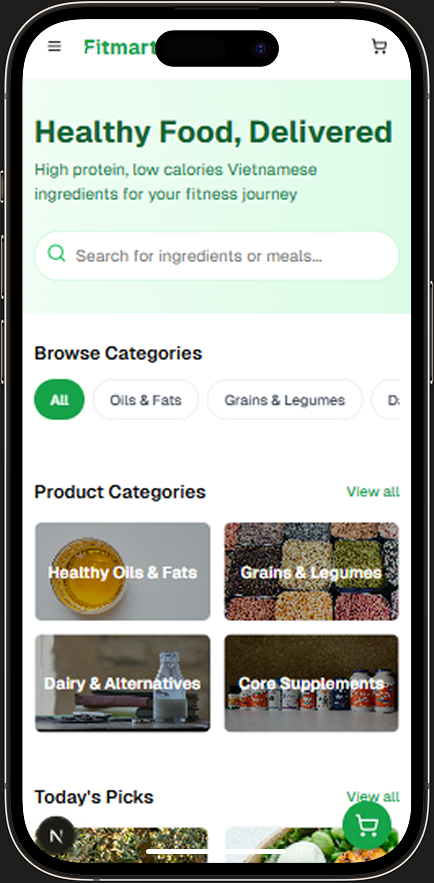 Fitmart
Healthy Food, Delivered
High protein, low calories Vietnamese
ingredients for your fitness journey
Search for ingredients or meals...
Browse Categories
All
Oils & Fats
Grains & Legumes
Product Categories
View all
Healthy Oils & Fats
Grains & Legumes
Dairy & Alternatives
Core Supplements
Today's Picks
View all
N